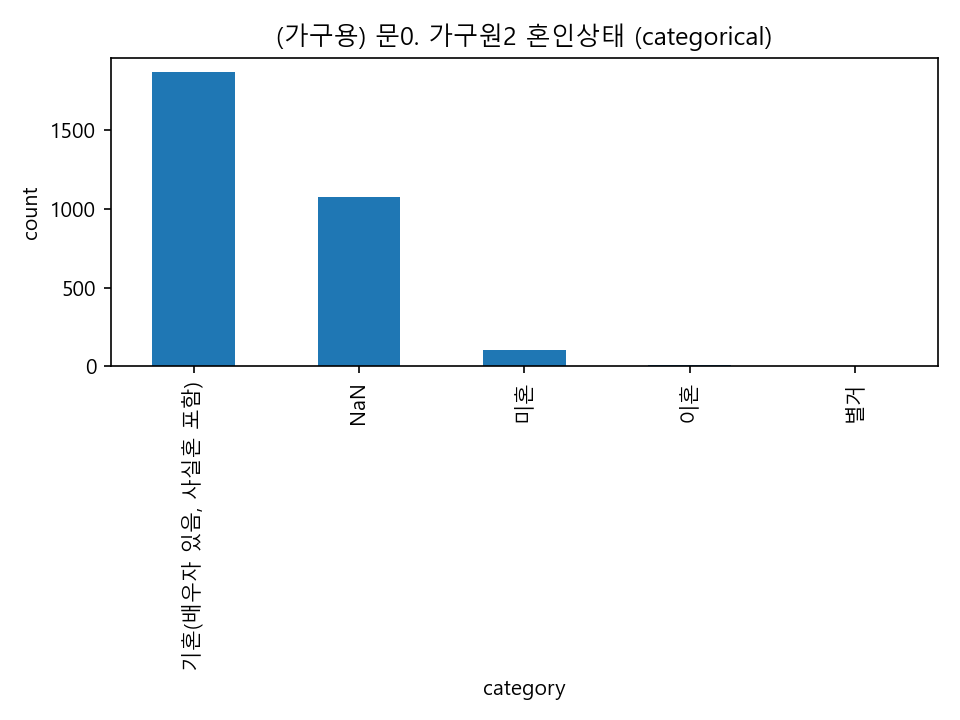 (가구용) 문0. 가구원2 혼인상태 (categorical)
count
1500
1000
500
0
기혼(배우자 있음, 사실혼 포함)
NaN
미혼
이혼
별거
category